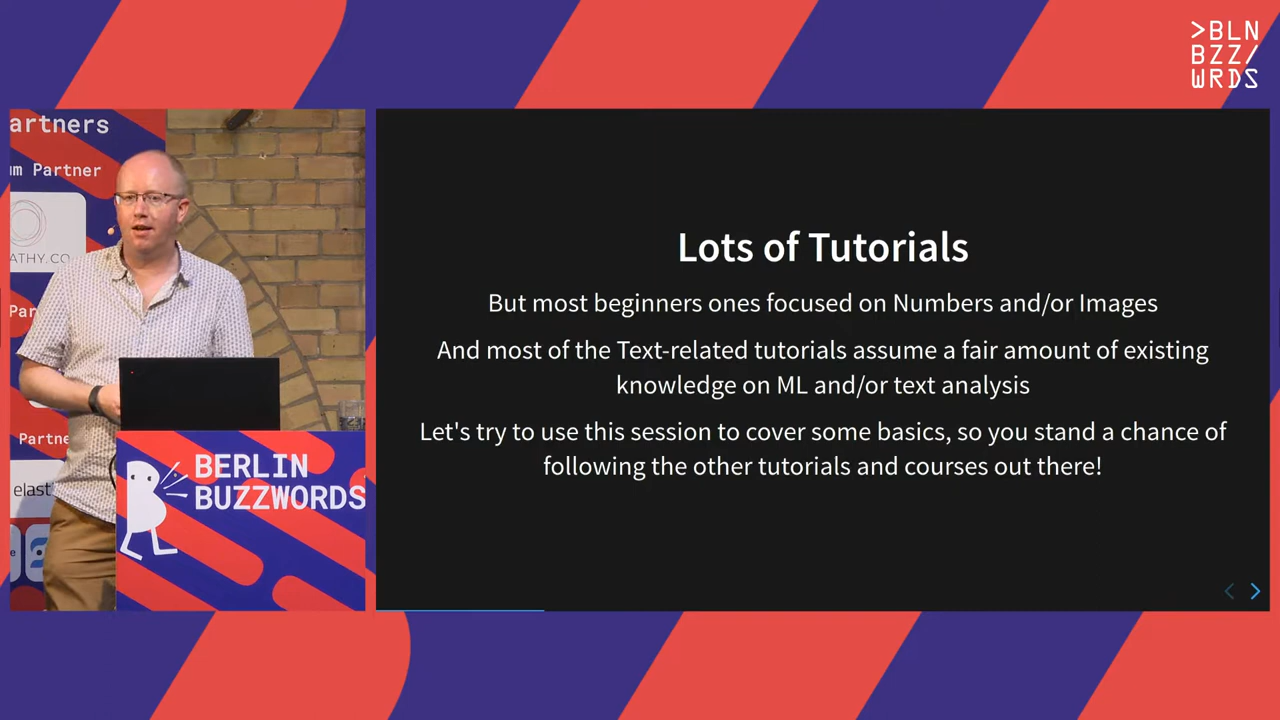 >BLN
BZZ/
WRDS
artners
um Partner
ATHY.CO
Par
Partne
elast
BERLIN
BUZZWORDS
Lots of Tutorials
But most beginners ones focused on Numbers and/or Images
And most of the Text-related tutorials assume a fair amount of existing
knowledge on ML and/or text analysis
Let's try to use this session to cover some basics, so you stand a chance of
following the other tutorials and courses out there!